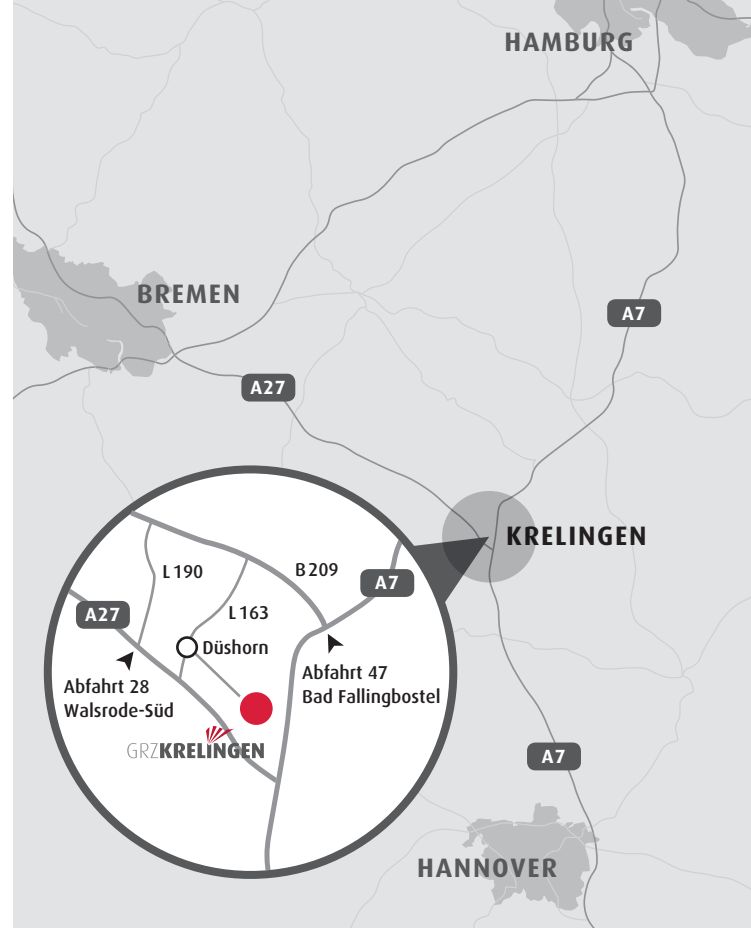 HAMBURG
BREMEN
A7
A27
KRELINGEN
L 190
B 209
A7
A27
L 163
Düshorn
Abfahrt 28
Walsrode-Süd
Abfahrt 47
Bad Fallingbostel
GRZKRELINGEN
A7
HANNOVER